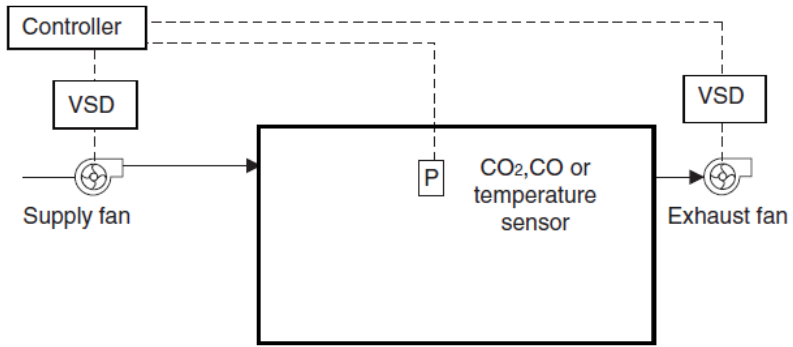 Controller
VSD
VSD
P
CO2,CO or
temperature
sensor
Supply fan
Exhaust fan